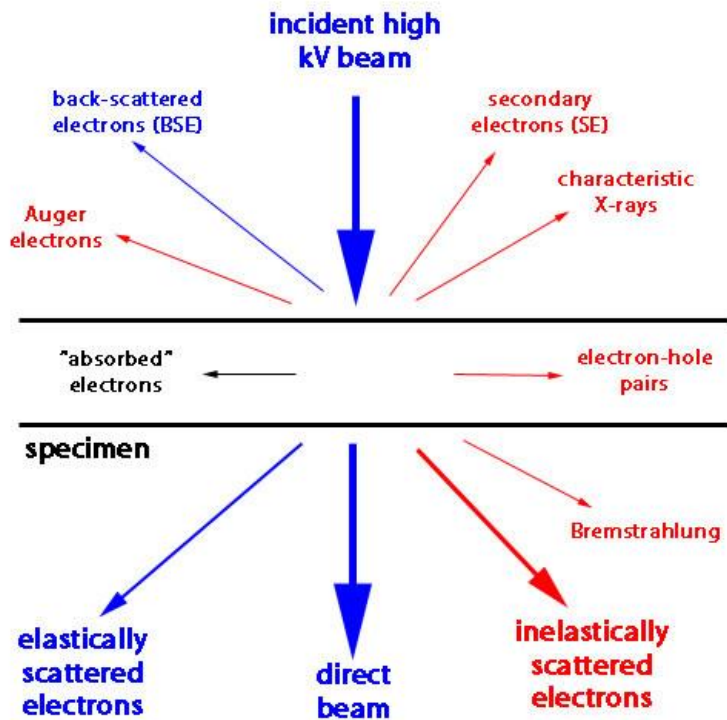 incident high
kV beam
back-scattered
electrons (BSE)
secondary
electrons (SE)
characteristic
X-rays
Auger
electrons
"absorbed"
electrons
electron-hole
pairs
specimen
Bremstrahlung
elastically
scattered
electrons
direct
beam
inelastically
scattered
electrons